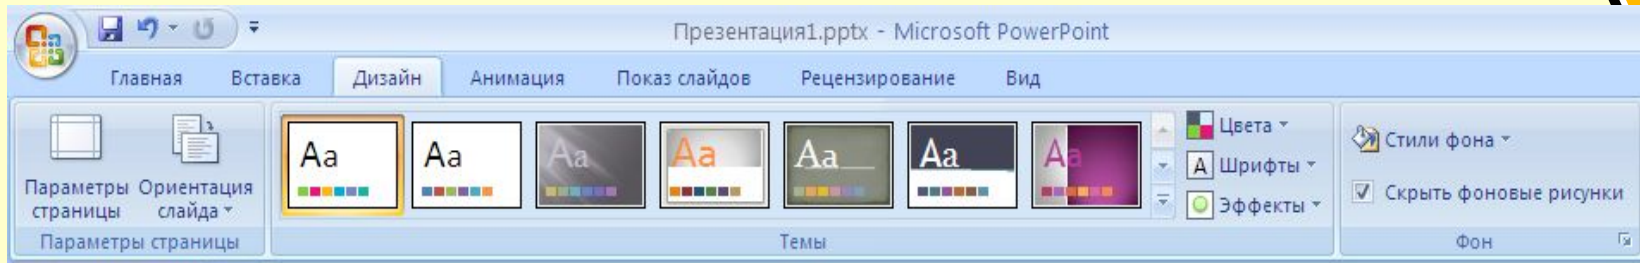 Презентация1.pptx - Microsoft PowerPoint
Главная Вставка Дизайн Анимация Показ слайдов Рецензирование Вид
Параметры страницы
Ориентация слайда
Aa Aa Aa Aa Aa Aa Aa
Цвета
A Шрифты
Эффекты
Стили фона
Скрыть фоновые рисунки
Параметры страницы Темы Фон